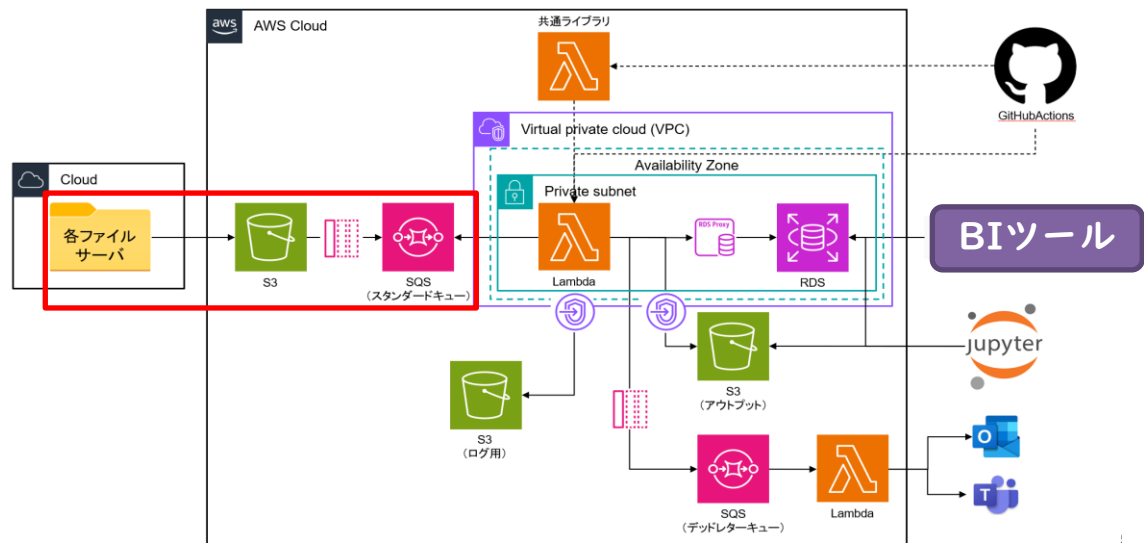 aws
AWS Cloud
共通ライブラリ
GitHubActions
Virtual private cloud (VPC)
Availability Zone
Cloud
Private subnet
各ファイル
サーバ
RDS Proxy
BIツール
S3
SQS
(スタンダードキュー)
Lambda
RDS
jupyter
S3
(アウトプット)
S3
(ログ用)
O
T
SQS
(デッドレターキュー)
Lambda